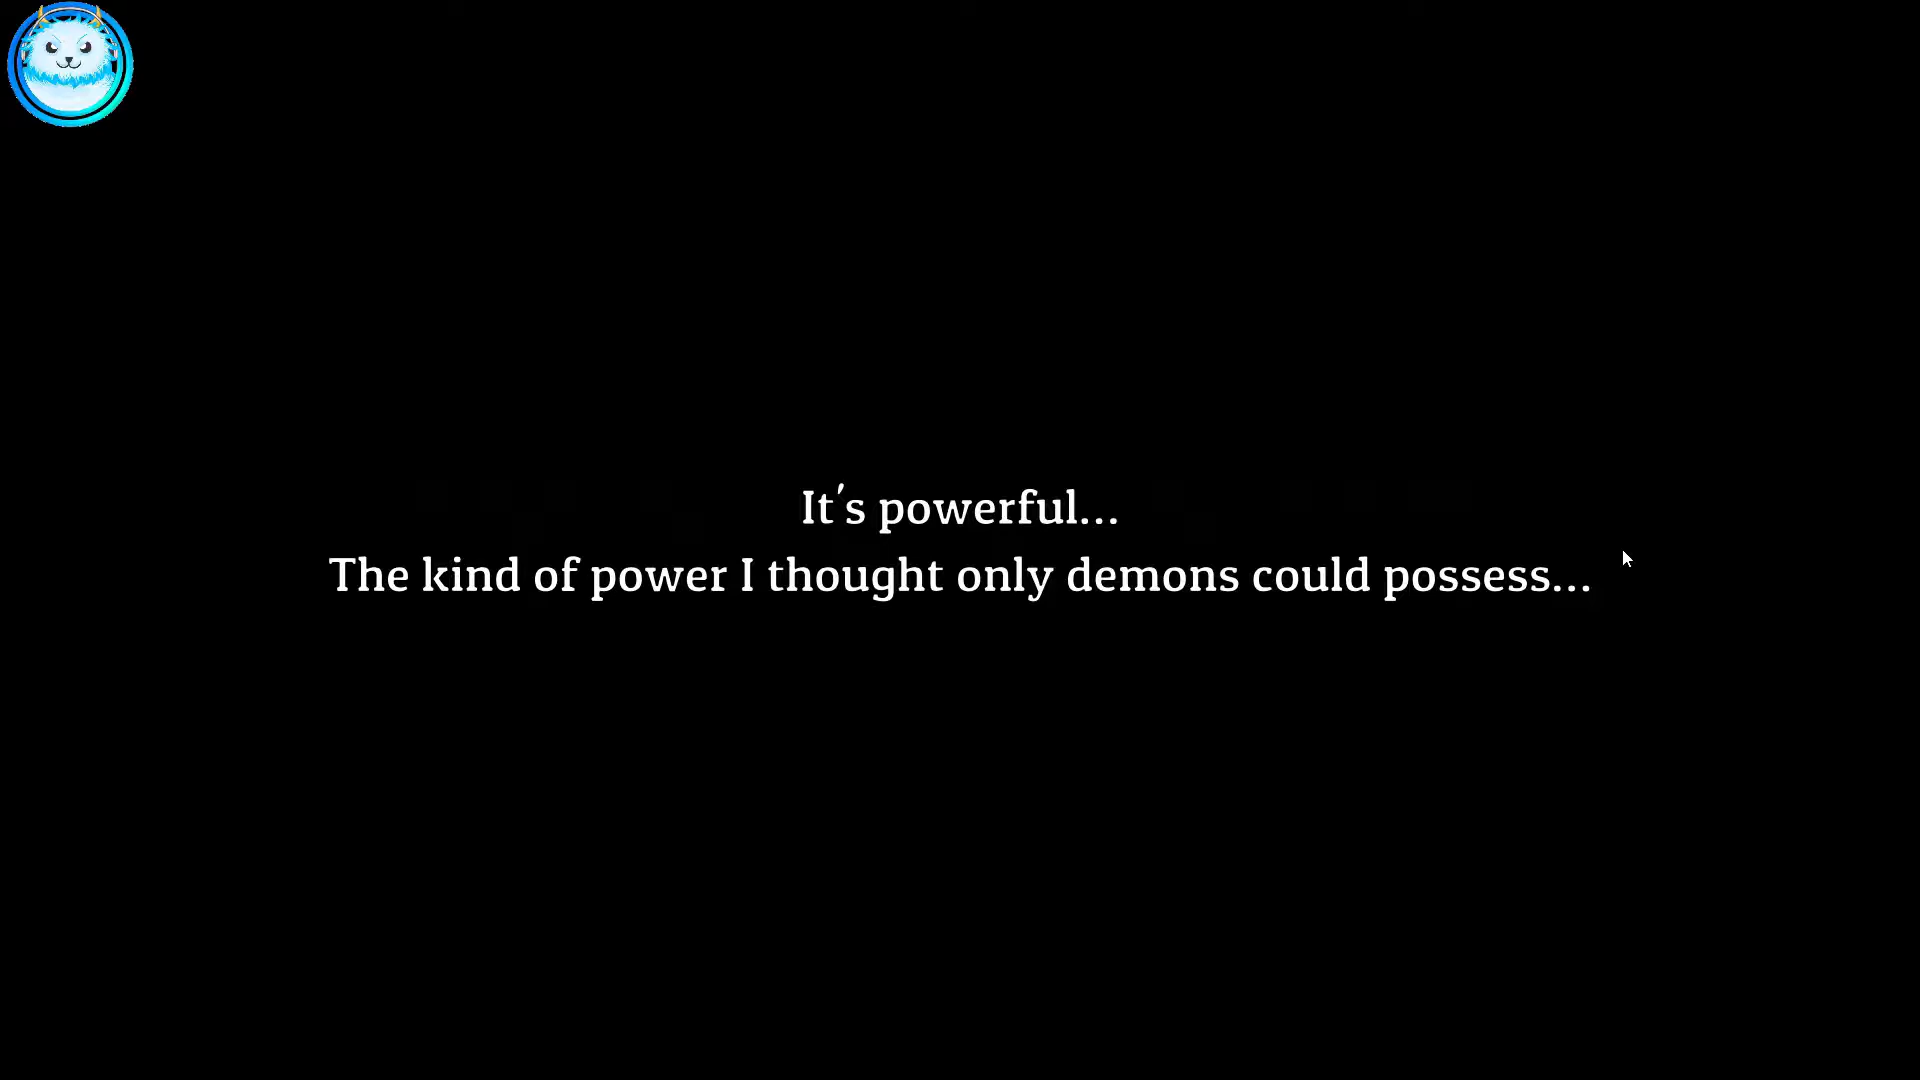 It's powerful...
The kind of power I thought only demons could possess...